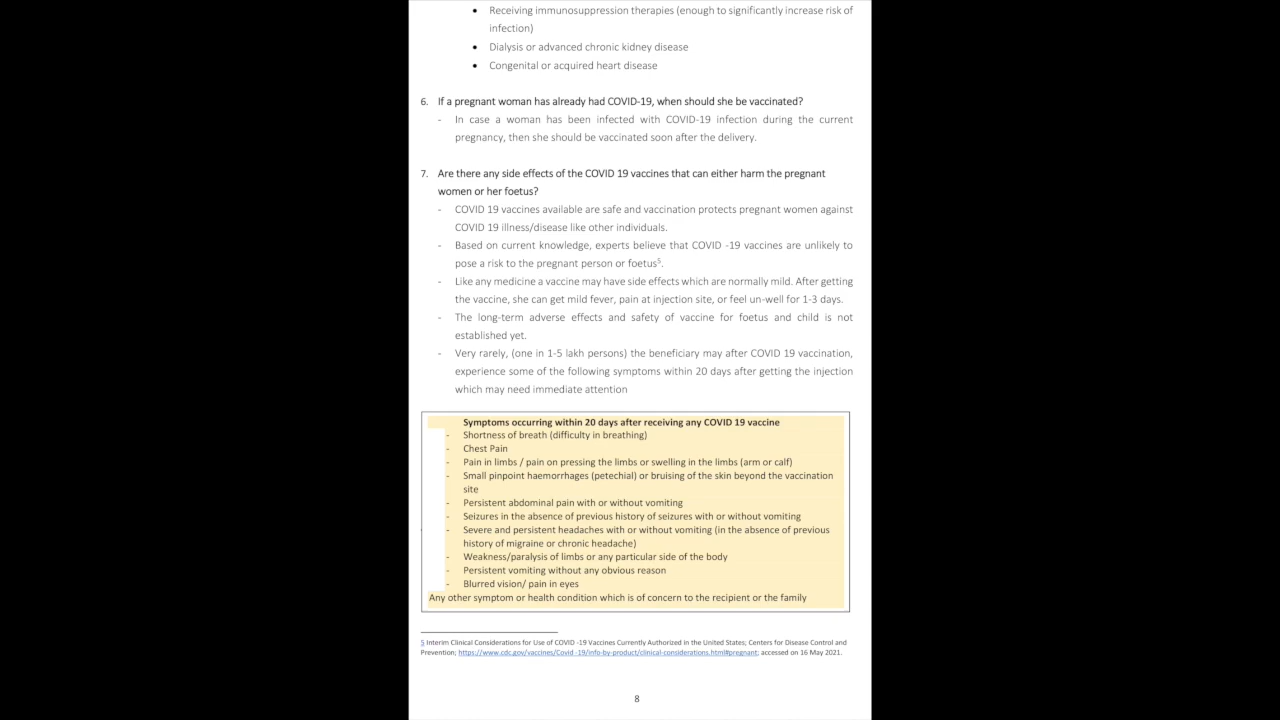 • Receiving immunosuppression therapies (enough to significantly increase risk of
infection)
• Dialysis or advanced chronic kidney disease
• Congenital or acquired heart disease
6. If a pregnant woman has already had COVID-19, when should she be vaccinated?
- In case a woman has been infected with COVID-19 infection during the current
pregnancy, then she should be vaccinated soon after the delivery.
7. Are there any side effects of the COVID 19 vaccines that can either harm the pregnant
women or her foetus?
- COVID 19 vaccines available are safe and vaccination protects pregnant women against
COVID 19 illness/disease like other individuals.
- Based on current knowledge, experts believe that COVID -19 vaccines are unlikely to
pose a risk to the pregnant person or foetus5.
- Like any medicine a vaccine may have side effects which are normally mild. After getting
the vaccine, she can get mild fever, pain at injection site, or feel un-well for 1-3 days.
- The long-term adverse effects and safety of vaccine for foetus and child is not
established yet.
- Very rarely, (one in 1-5 lakh persons) the beneficiary may after COVID 19 vaccination,
experience some of the following symptoms within 20 days after getting the injection
which may need immediate attention
Symptoms occurring within 20 days after receiving any COVID 19 vaccine
- Shortness of breath (difficulty in breathing)
- Chest Pain
- Pain in limbs / pain on pressing the limbs or swelling in the limbs (arm or calf)
- Small pinpoint haemorrhages (petechial) or bruising of the skin beyond the vaccination
site
- Persistent abdominal pain with or without vomiting
- Seizures in the absence of previous history of seizures with or without vomiting
- Severe and persistent headaches with or without vomiting (in the absence of previous
history of migraine or chronic headache)
- Weakness/paralysis of limbs or any particular side of the body
- Persistent vomiting without any obvious reason
- Blurred vision/ pain in eyes
Any other symptom or health condition which is of concern to the recipient or the family
5 Interim Clinical Considerations for Use of COVID -19 Vaccines Currently Authorized in the United States; Centers for Disease Control and
Prevention; https://www.cdc.gov/vaccines/Covid -19/info-by-product/clinical-considerations.html#pregnant; accessed on 16 May 2021.
8